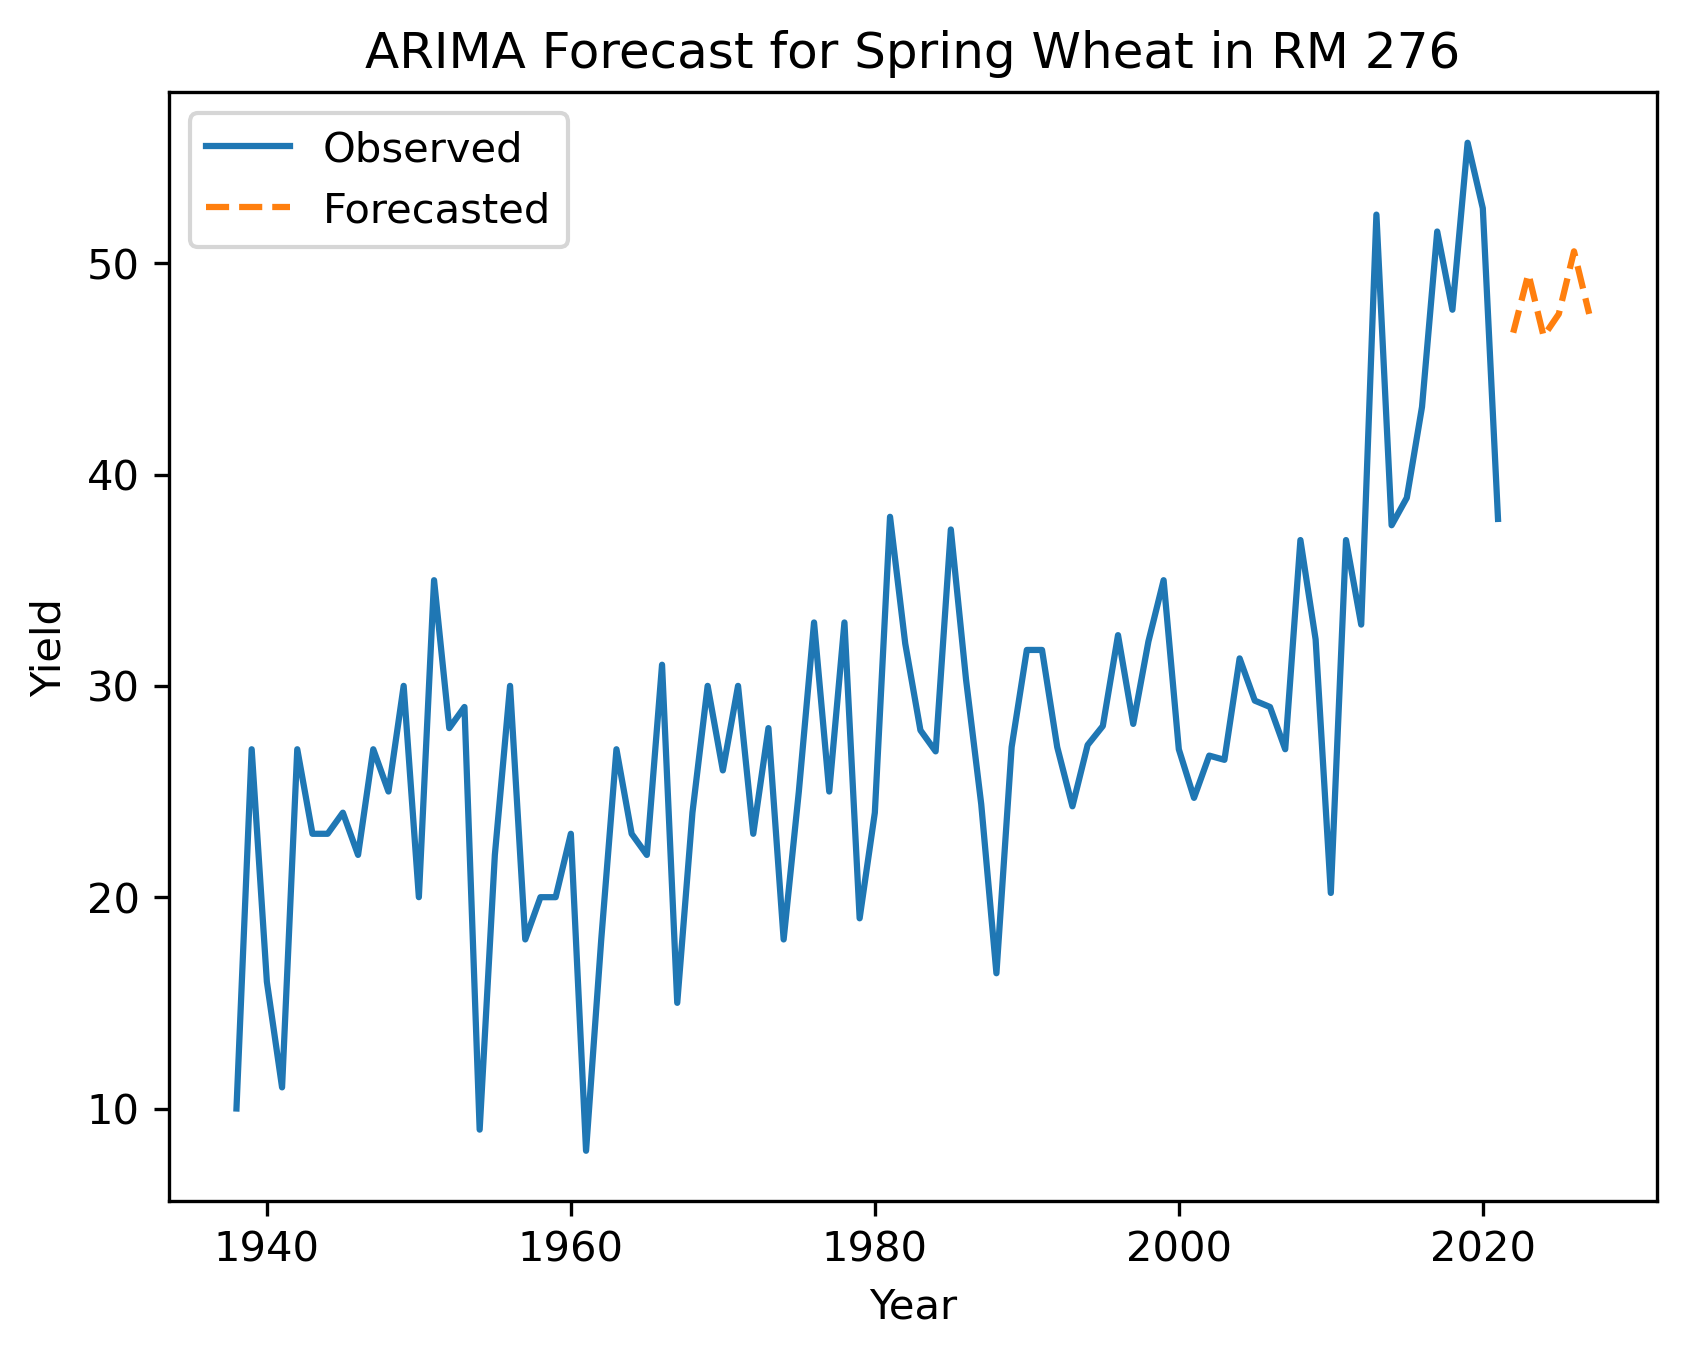 ARIMA Forecast for Spring Wheat in RM 276
Observed
Forecasted
50
40
30
20
10
Yield
1940 1960 1980 2000 2020
Year